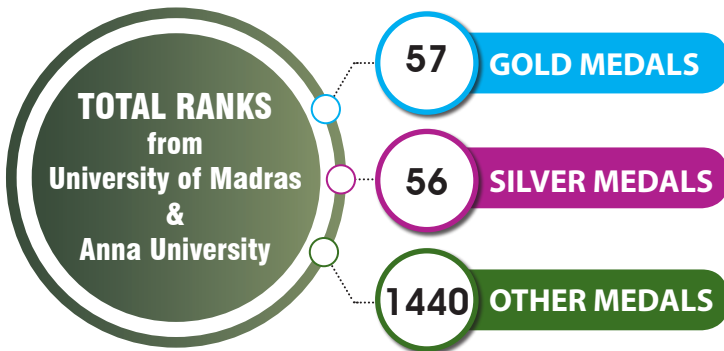 TOTAL RANKS
from
University of Madras
&
Anna University
57 GOLD MEDALS
56 SILVER MEDALS
1440 OTHER MEDALS